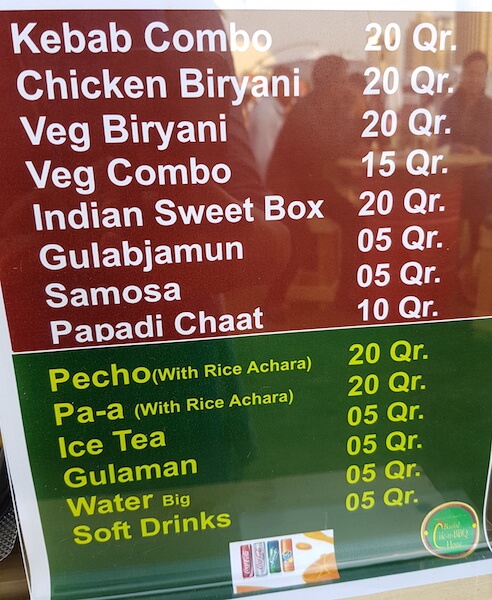 Kebab Combo 20 Qr.
Chicken Biryani 20 Qr.
Veg Biryani 20 Qr.
Veg Combo 15 Qr.
Indian Sweet Box 20 Qr.
Gulabjamun 05 Qr.
Samosa 05 Qr.
Papadi Chaat 10 Qr.
Pecho(With Rice Achara) 20 Qr.
Pa-a (With Rice Achara) 20 Qr.
Ice Tea 05 Qr.
Gulaman 05 Qr.
Water Big 05 Qr.
Soft Drinks 05 Qr.